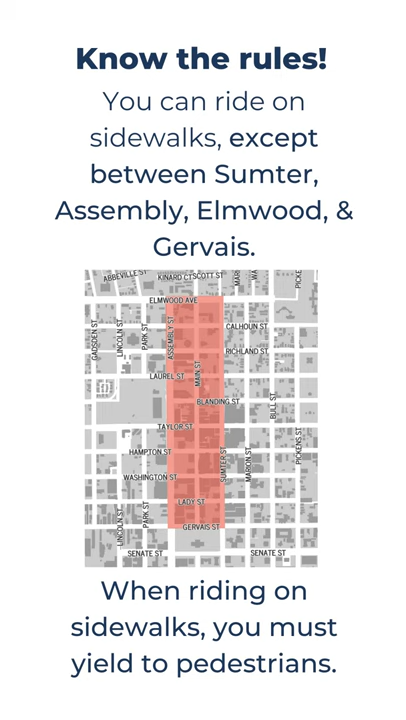 Know the rules!
You can ride on
sidewalks, except
between Sumter,
Assembly, Elmwood, &
Gervais.
ABBEVILLE ST
KINARD CT
SCOTT ST
ELMWOOD AVE
CALHOUN ST
GADSDEN ST
LINCOLN ST
PARK ST
ASSEMBLY ST
RICHLAND ST
LAUREL ST
MAIN ST
BLANDING ST
BULL ST
TAYLOR ST
PICKENS ST
HAMPTON ST
SUMTER ST
MARION ST
WASHINGTON ST
LADY ST
LINCOLN ST
PARK ST
GERVAIS ST
SENATE ST
SENATE ST
When riding on
sidewalks, you must
yield to pedestrians.